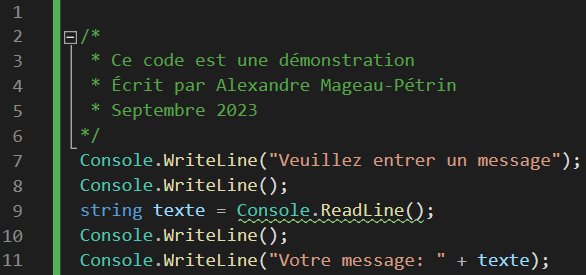 1
2 /*
3 * Ce code est une démonstration
4 * Écrit par Alexandre Mageau-Pétrin
5 * Septembre 2023
6 */
7 Console.WriteLine("Veuillez entrer un message");
8 Console.WriteLine();
9 string texte = Console.ReadLine();
10 Console.WriteLine();
11 Console.WriteLine("Votre message: " + texte);